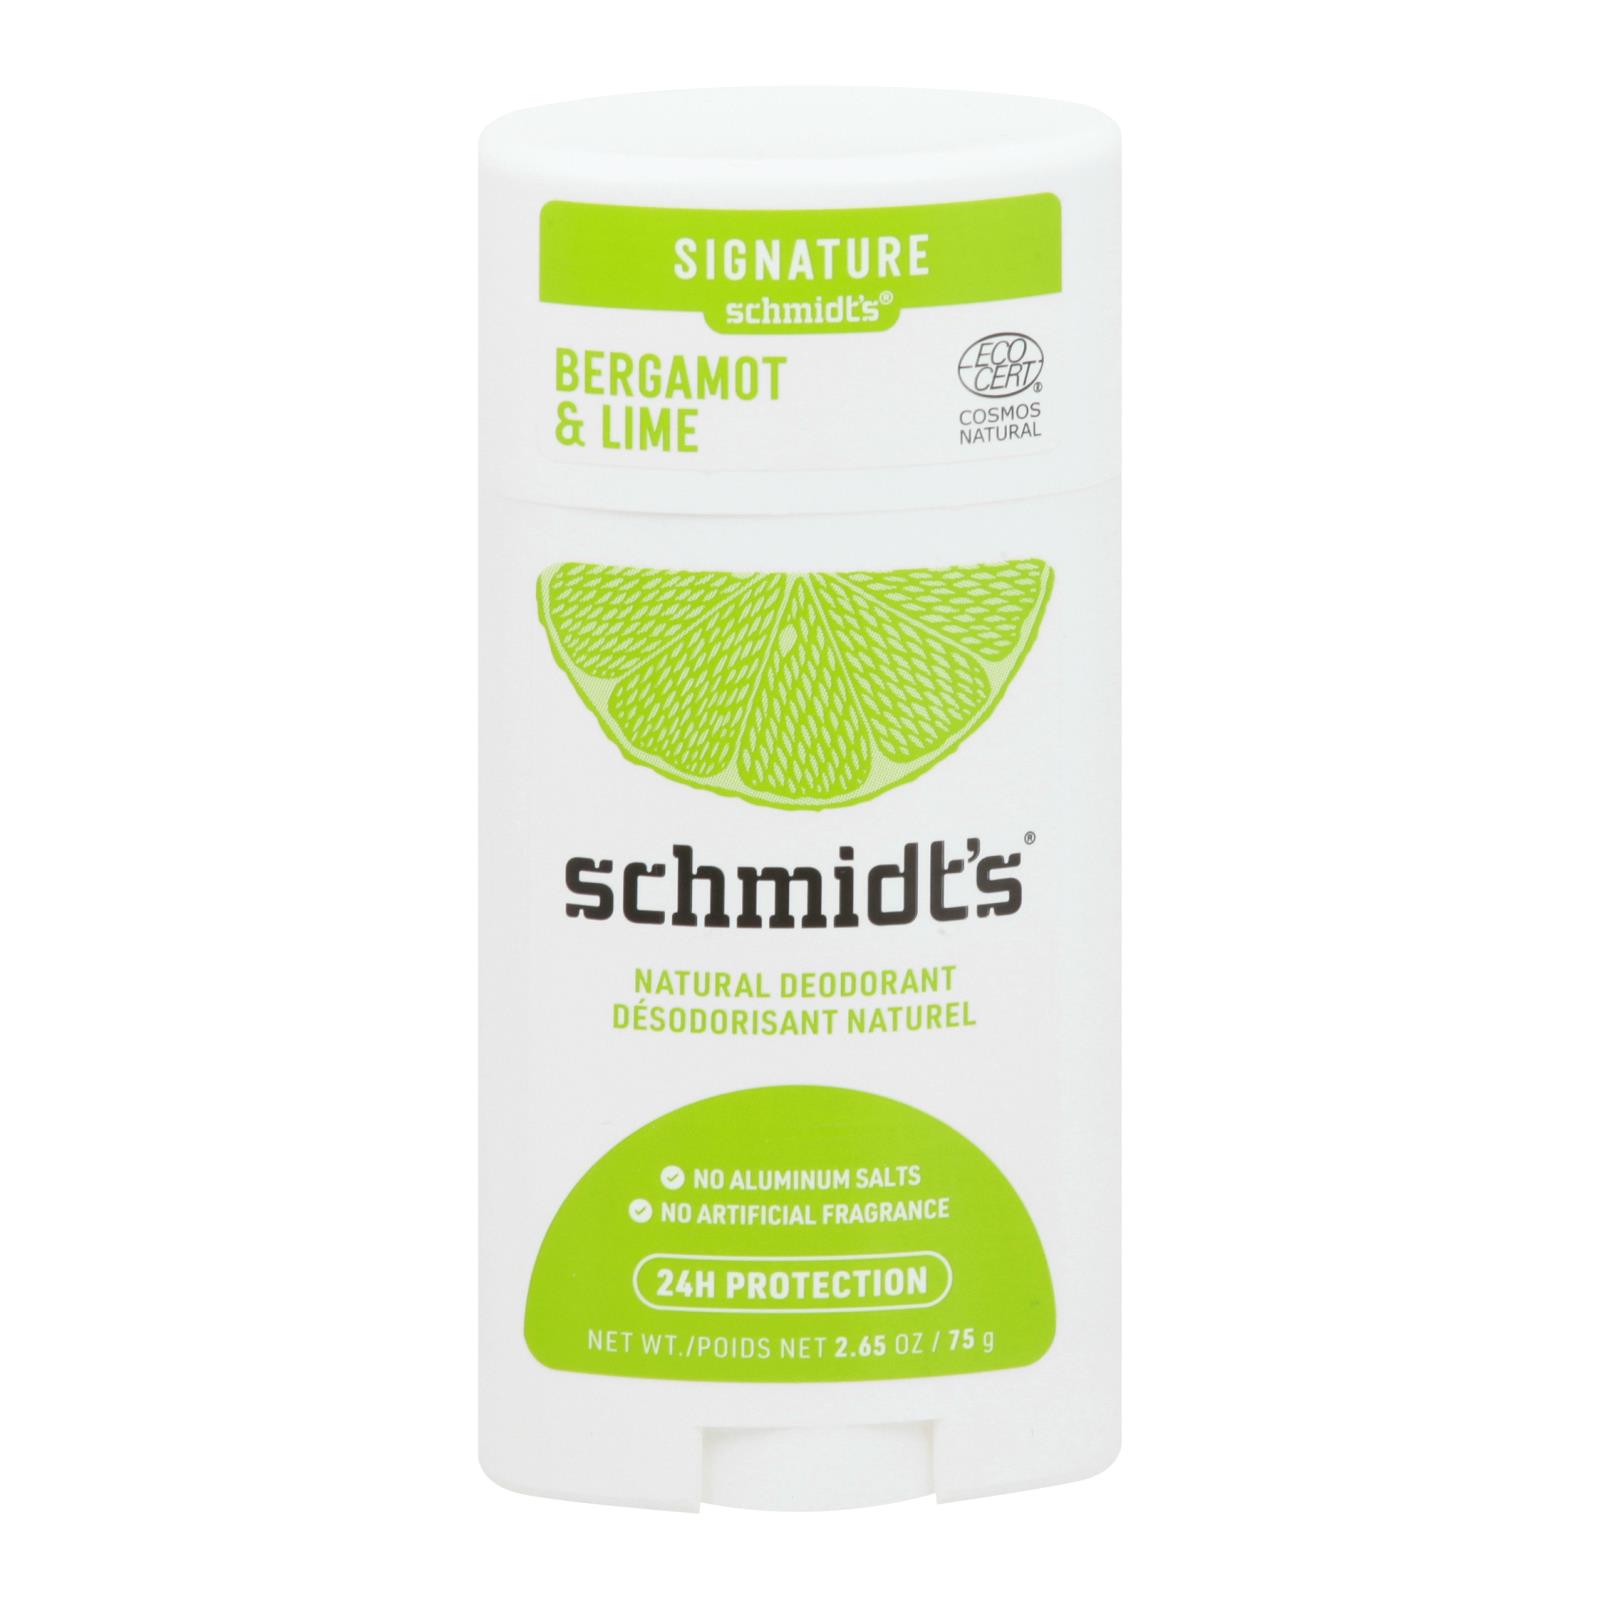 SIGNATURE
schmidt's®
BERGAMOT
& LIME
ECO
CERT®
COSMOS
NATURAL
schmidt's®
NATURAL DEODORANT
DÉSODORISANT NATUREL
NO ALUMINUM SALTS
NO ARTIFICIAL FRAGRANCE
24H PROTECTION
NET WT./POIDS NET 2.65 OZ / 75 g